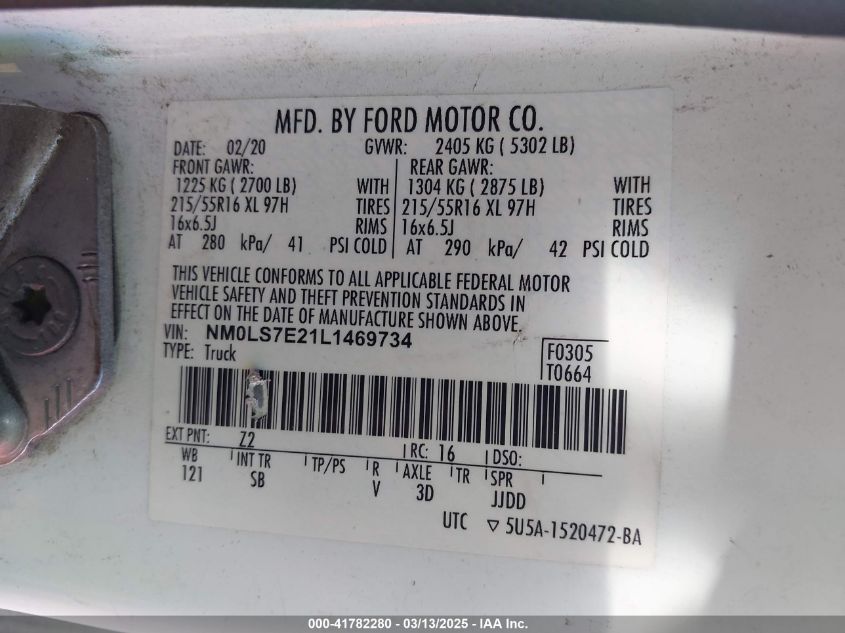 MFD. BY FORD MOTOR CO.
DATE: 02/20 GVWR: 2405 KG ( 5302 LB)
FRONT GAWR: REAR GAWR:
1225 KG ( 2700 LB) WITH 1304 KG ( 2875 LB) WITH
215/55R16 XL 97H TIRES 215/55R16 XL 97H TIRES
16x6.5J RIMS 16x6.5J RIMS
AT 280 kPa/ 41 PSI COLD AT 290 kPa/ 42 PSI COLD
THIS VEHICLE CONFORMS TO ALL APPLICABLE FEDERAL MOTOR
VEHICLE SAFETY AND THEFT PREVENTION STANDARDS IN
EFFECT ON THE DATE OF MANUFACTURE SHOWN ABOVE.
VIN: NM0LS7E21L1469734
TYPE: Truck
F0305
T0664
EXT PNT: Z2 RC: 16 DSO:
WB INT TR TP/PS R AXLE TR SPR
121 SB V 3D JJDD
UTC ▽ 5U5A-1520472-BA
000-41782280 - 03/13/2025 - IAA Inc.